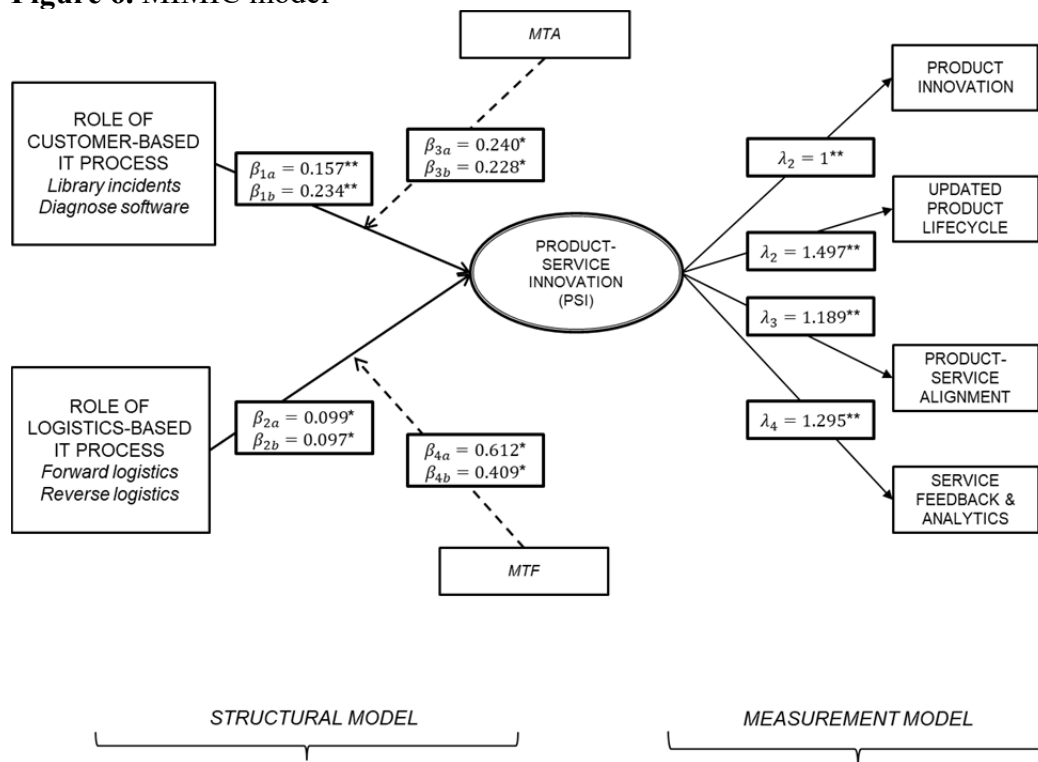 Figure 6. MIMIC model
MTA
ROLE OF
CUSTOMER-BASED
IT PROCESS
Library incidents
Diagnose software
β1a = 0.157**
β1b = 0.234**
β3a = 0.240*
β3b = 0.228*
PRODUCT-
SERVICE
INNOVATION
(PSI)
λ2 = 1**
λ2 = 1.497**
λ3 = 1.189**
λ4 = 1.295**
PRODUCT
INNOVATION
UPDATED
PRODUCT
LIFECYCLE
PRODUCT-
SERVICE
ALIGNMENT
SERVICE
FEEDBACK &
ANALYTICS
ROLE OF
LOGISTICS-BASED
IT PROCESS
Forward logistics
Reverse logistics
β2a = 0.099*
β2b = 0.097*
β4a = 0.612*
β4b = 0.409*
MTF
STRUCTURAL MODEL
MEASUREMENT MODEL